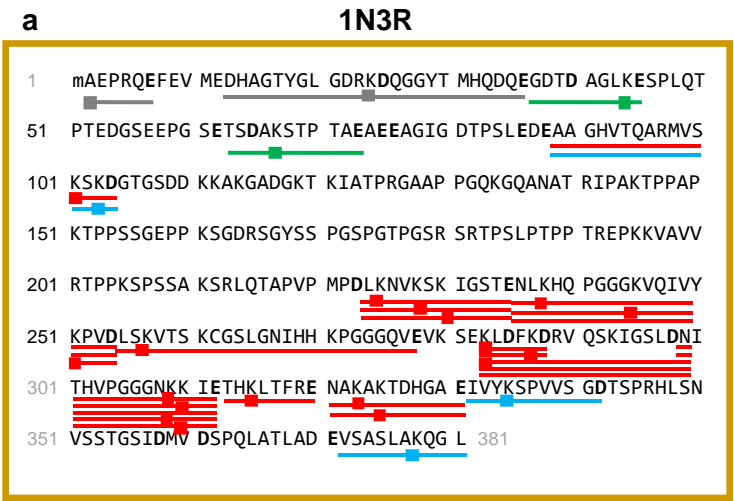 a 1N3R
1 mAEPRQEFEV MEDHAGTYGL GDRKDQGGYT MHQDQEGDTD AGLKESPLQT
51 PTEDGSEEPG SETSDAKSTP TAEAEEAGIG DTPSLEDEAA GHVTQARMVS
101 KSKDGTGSDD KKAKGADGKT KIATPRGAAP PGQKGQANAT RIPAKTPPAP
151 KTPPSSGEPP KSGDRSGYSS PGSPGTPGSR SRTPSLPTPP TREPKKVAVV
201 RTPPKSPSSA KSRLQTAPVP MPDLKNVKSK IGSTENLKHQ PGGGKVQIVY
251 KPVDLSKVTS KCGSLGNIHH KPGGGQVEVK SEKLDFKDRV QSKIGSLDNI
301 THVPGGGNKK IETHKLTFRE NAKAKTDHGA EIVYKSPVVS GDTSPRHLSN
351 VSSTGSIDMV DSPQLATLAD EVSASLAKQG L 381